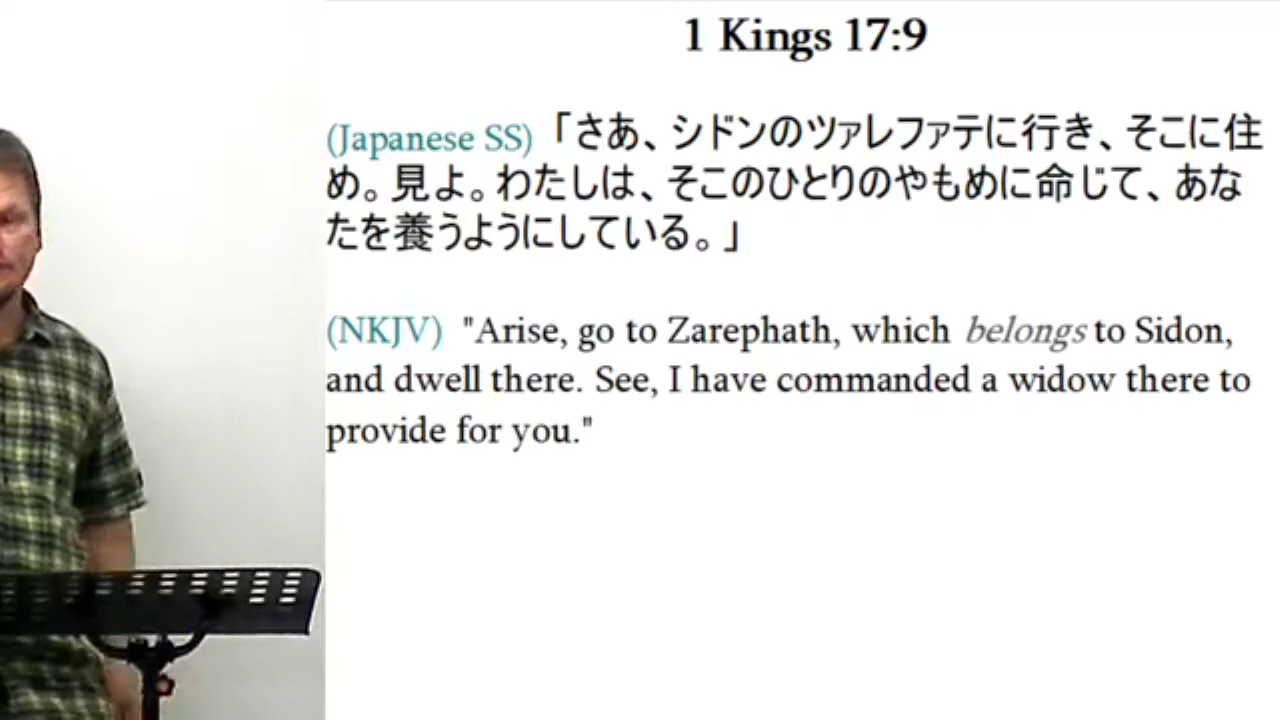 1 Kings 17:9
(Japanese SS) 「さあ、シドンのツァレファテに行き、そこに住
め。見よ。わたしは、そこのひとりのやもめに命じて、あな
たを養うようにしている。」
(NKJV) "Arise, go to Zarephath, which belongs to Sidon,
and dwell there. See, I have commanded a widow there to
provide for you."